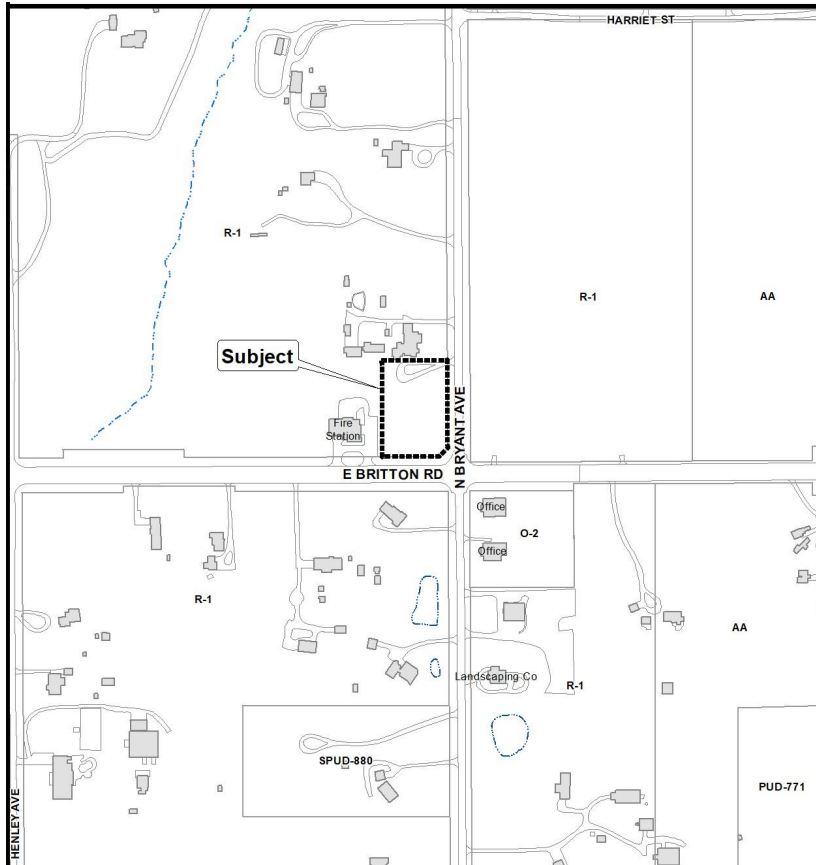 HARRIET ST
R-1
R-1
AA
Subject
Fire
Station
N BRYANT AVE
E BRITTON RD
Office
O-2
Office
R-1
AA
Landscaping Co
R-1
SPUD-880
PUD-771
HENLEY AVE